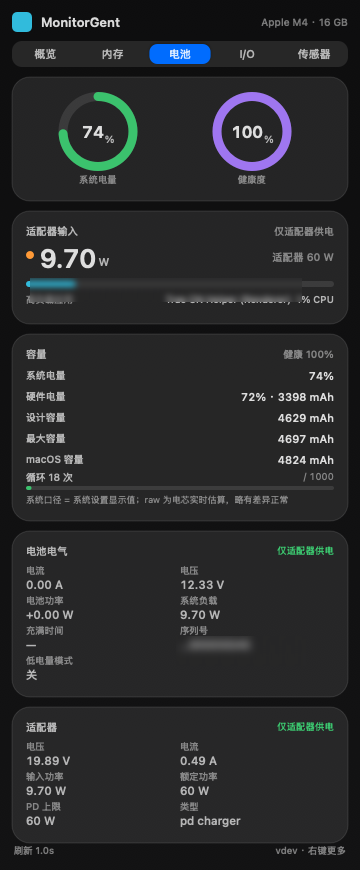 MonitorGent
Apple M4 · 16 GB
概览 内存 电池 I/O 传感器
74%
100%
系统电量
健康度
适配器输入
仅适配器供电
9.70 W
适配器 60 W
% CPU
容量
健康 100%
系统电量
74%
硬件电量
72% · 3398 mAh
设计容量
4629 mAh
最大容量
4697 mAh
macOS 容量
4824 mAh
循环 18 次
/ 1000
系统口径 = 系统设置显示值；raw 为电芯实时估算，略有差异正常
电池电气
仅适配器供电
电流
电压
0.00 A
12.33 V
电池功率
系统负载
+0.00 W
9.70 W
充满时间
序列号
—
低电量模式
关
适配器
仅适配器供电
电压
电流
19.89 V
0.49 A
输入功率
额定功率
9.70 W
60 W
PD 上限
类型
60 W
pd charger
刷新 1.0s
vdev · 右键更多